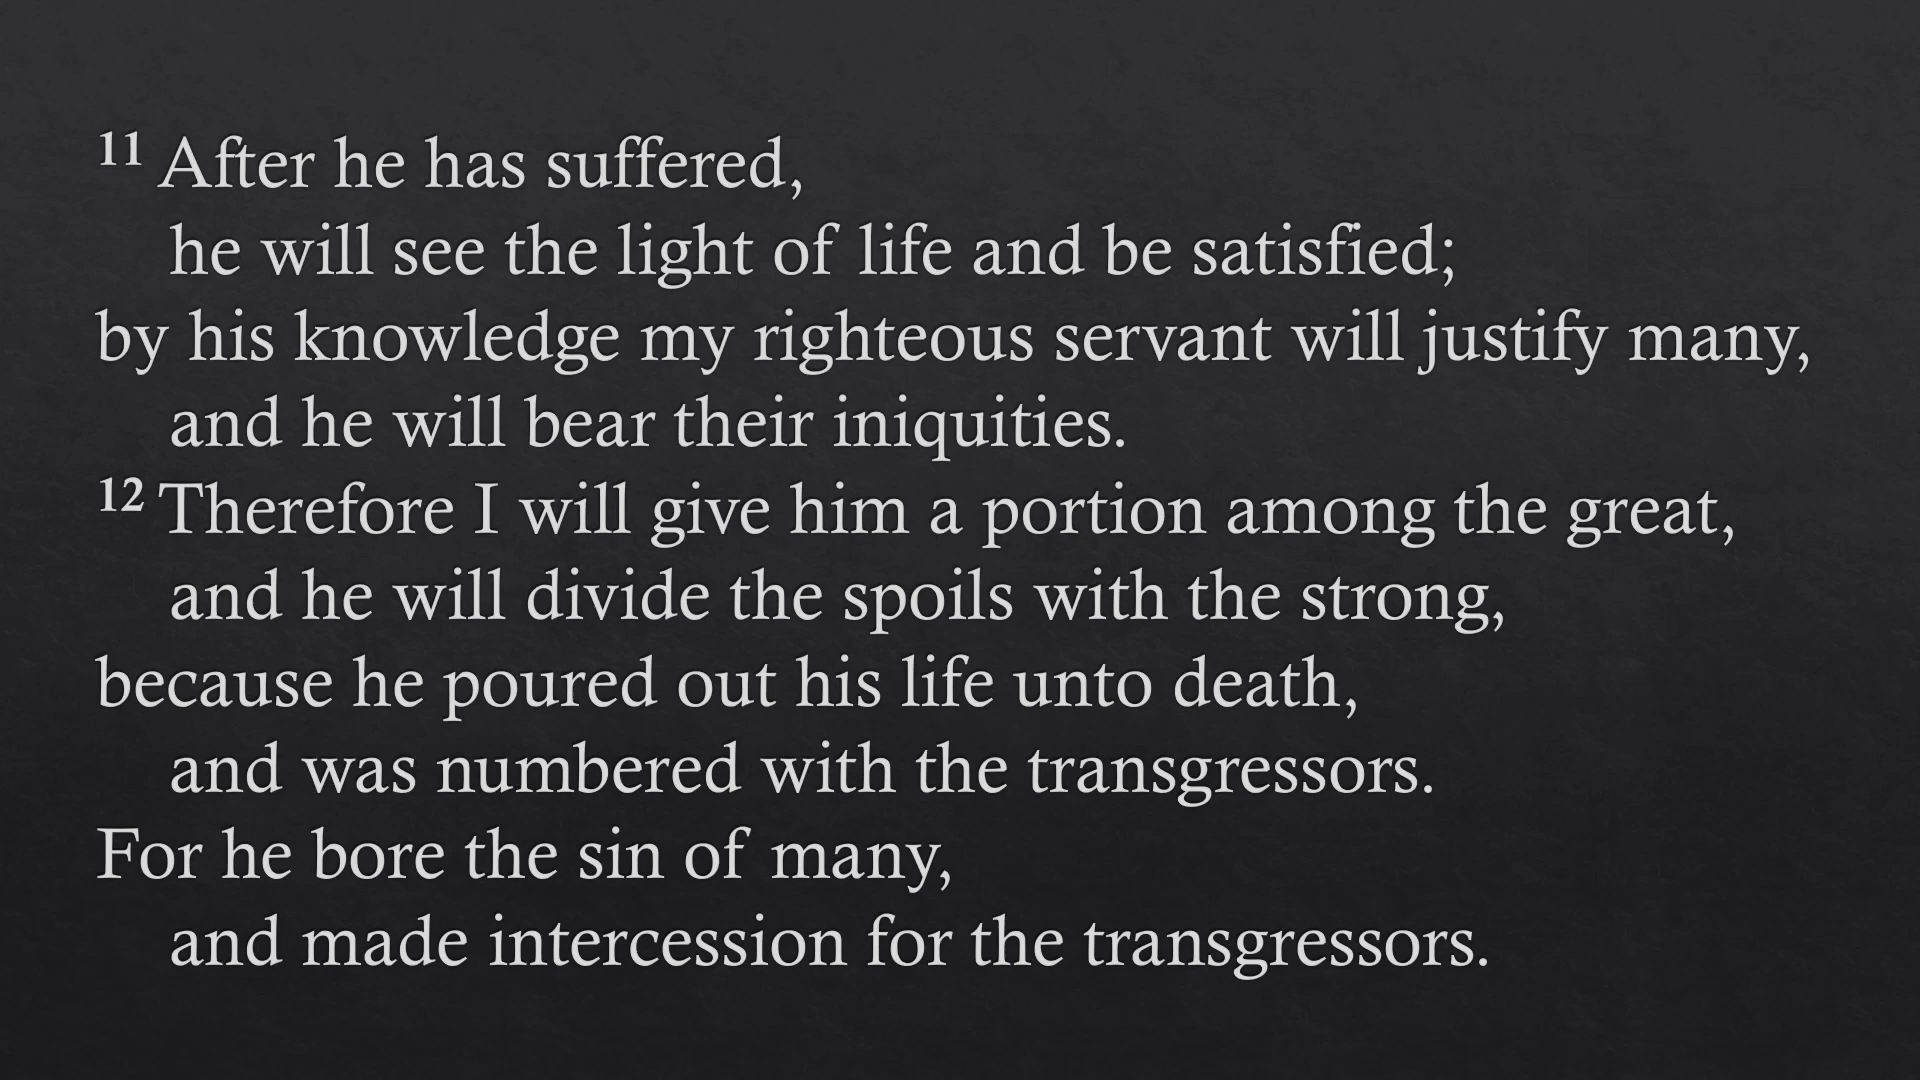 11 After he has suffered,
he will see the light of life and be satisfied;
by his knowledge my righteous servant will justify many,
and he will bear their iniquities.
12 Therefore I will give him a portion among the great,
and he will divide the spoils with the strong,
because he poured out his life unto death,
and was numbered with the transgressors.
For he bore the sin of many,
and made intercession for the transgressors.